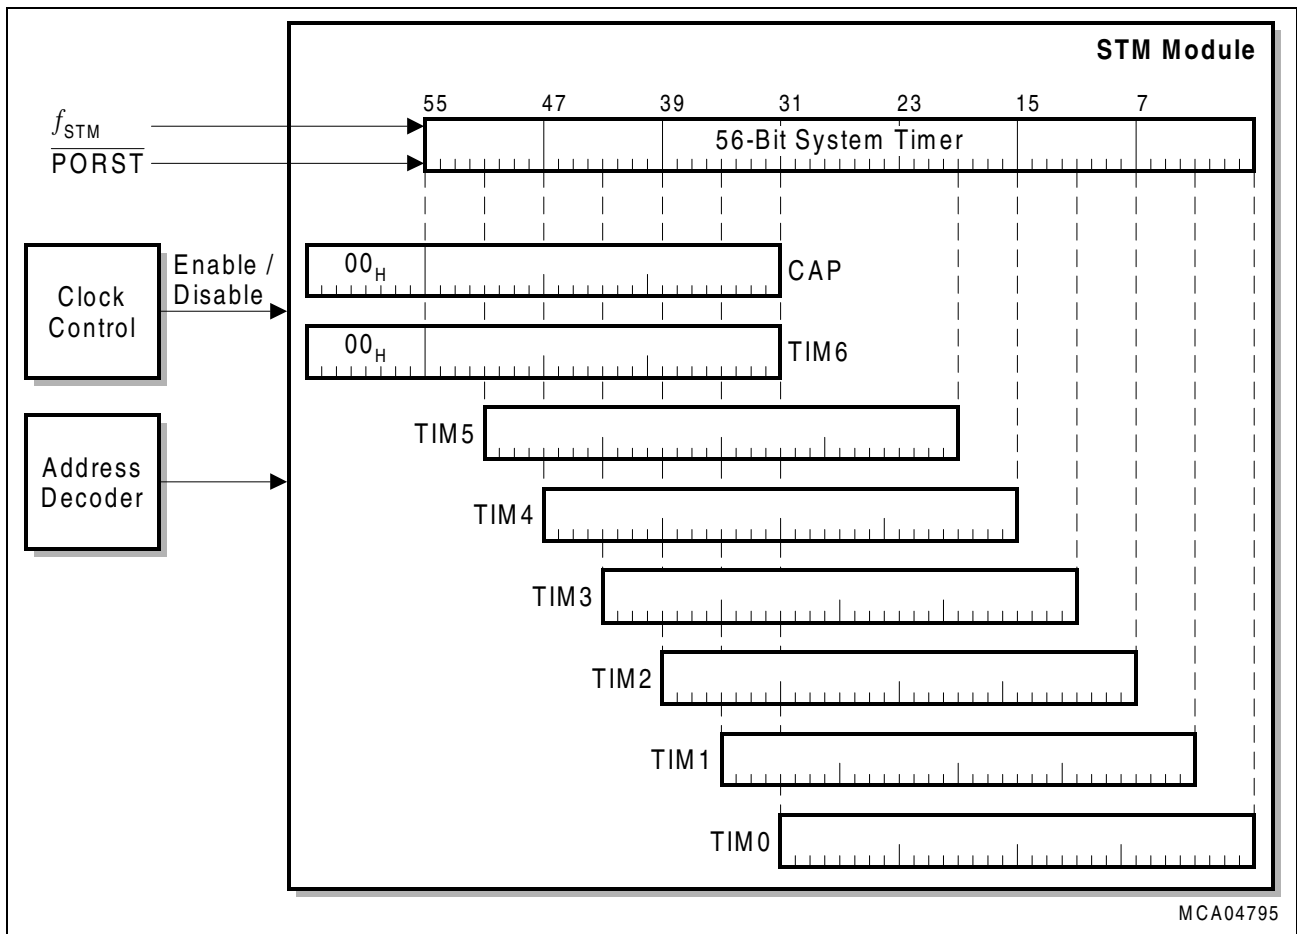 STM Module
55 47 39 31 23 15 7
fSTM
PORST
56-Bit System Timer
Enable /
Disable
Clock
Control
00H
CAP
00H
TIM6
Address
Decoder
TIM5
TIM4
TIM3
TIM2
TIM1
TIM0
MCA04795